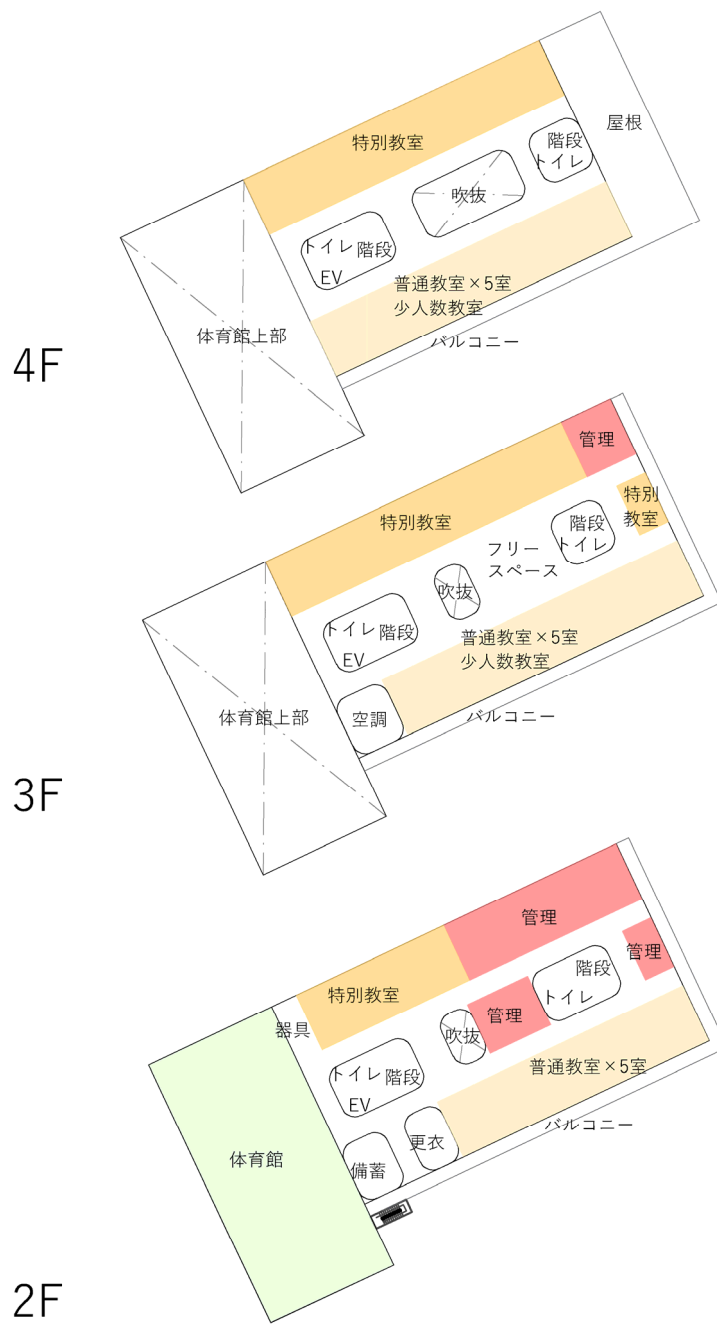 屋根
特別教室
階段
トイレ
吹抜
トイレ 階段
EV
普通教室×5室
少人数教室
体育館上部
バルコニー
4F
管理
特別
教室
特別教室
階段
トイレ
フリー
スペース
吹抜
トイレ 階段
EV
普通教室×5室
少人数教室
体育館上部
空調
バルコニー
3F
管理
管理
階段
トイレ
特別教室
管理
器具
吹抜
トイレ 階段
EV
普通教室×5室
バルコニー
更衣
体育館
備蓄
2F